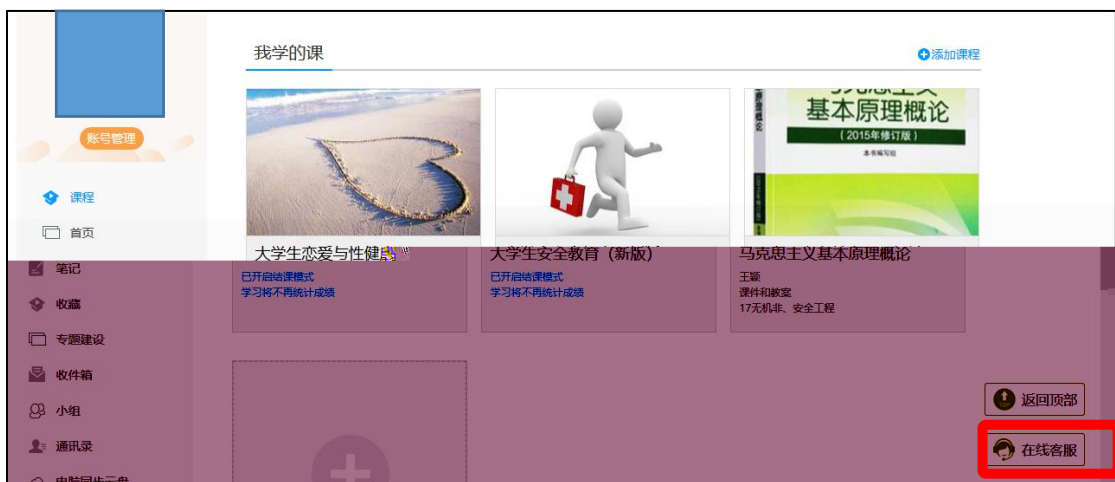 我学的课
添加课程
账号管理
课程
首页
笔记
收藏
专题建设
收件箱
小组
通讯录
基本原理概论
(2015年修订版)
本书编写组
大学生恋爱与性健
已开启结课模式
学习将不再统计成绩
大学生安全教育(新版)
已开启结课模式
学习将不再统计成绩
马克思主义基本原理概论
王颖
课件和教案
17无机非、安全工程
返回顶部
在线客服